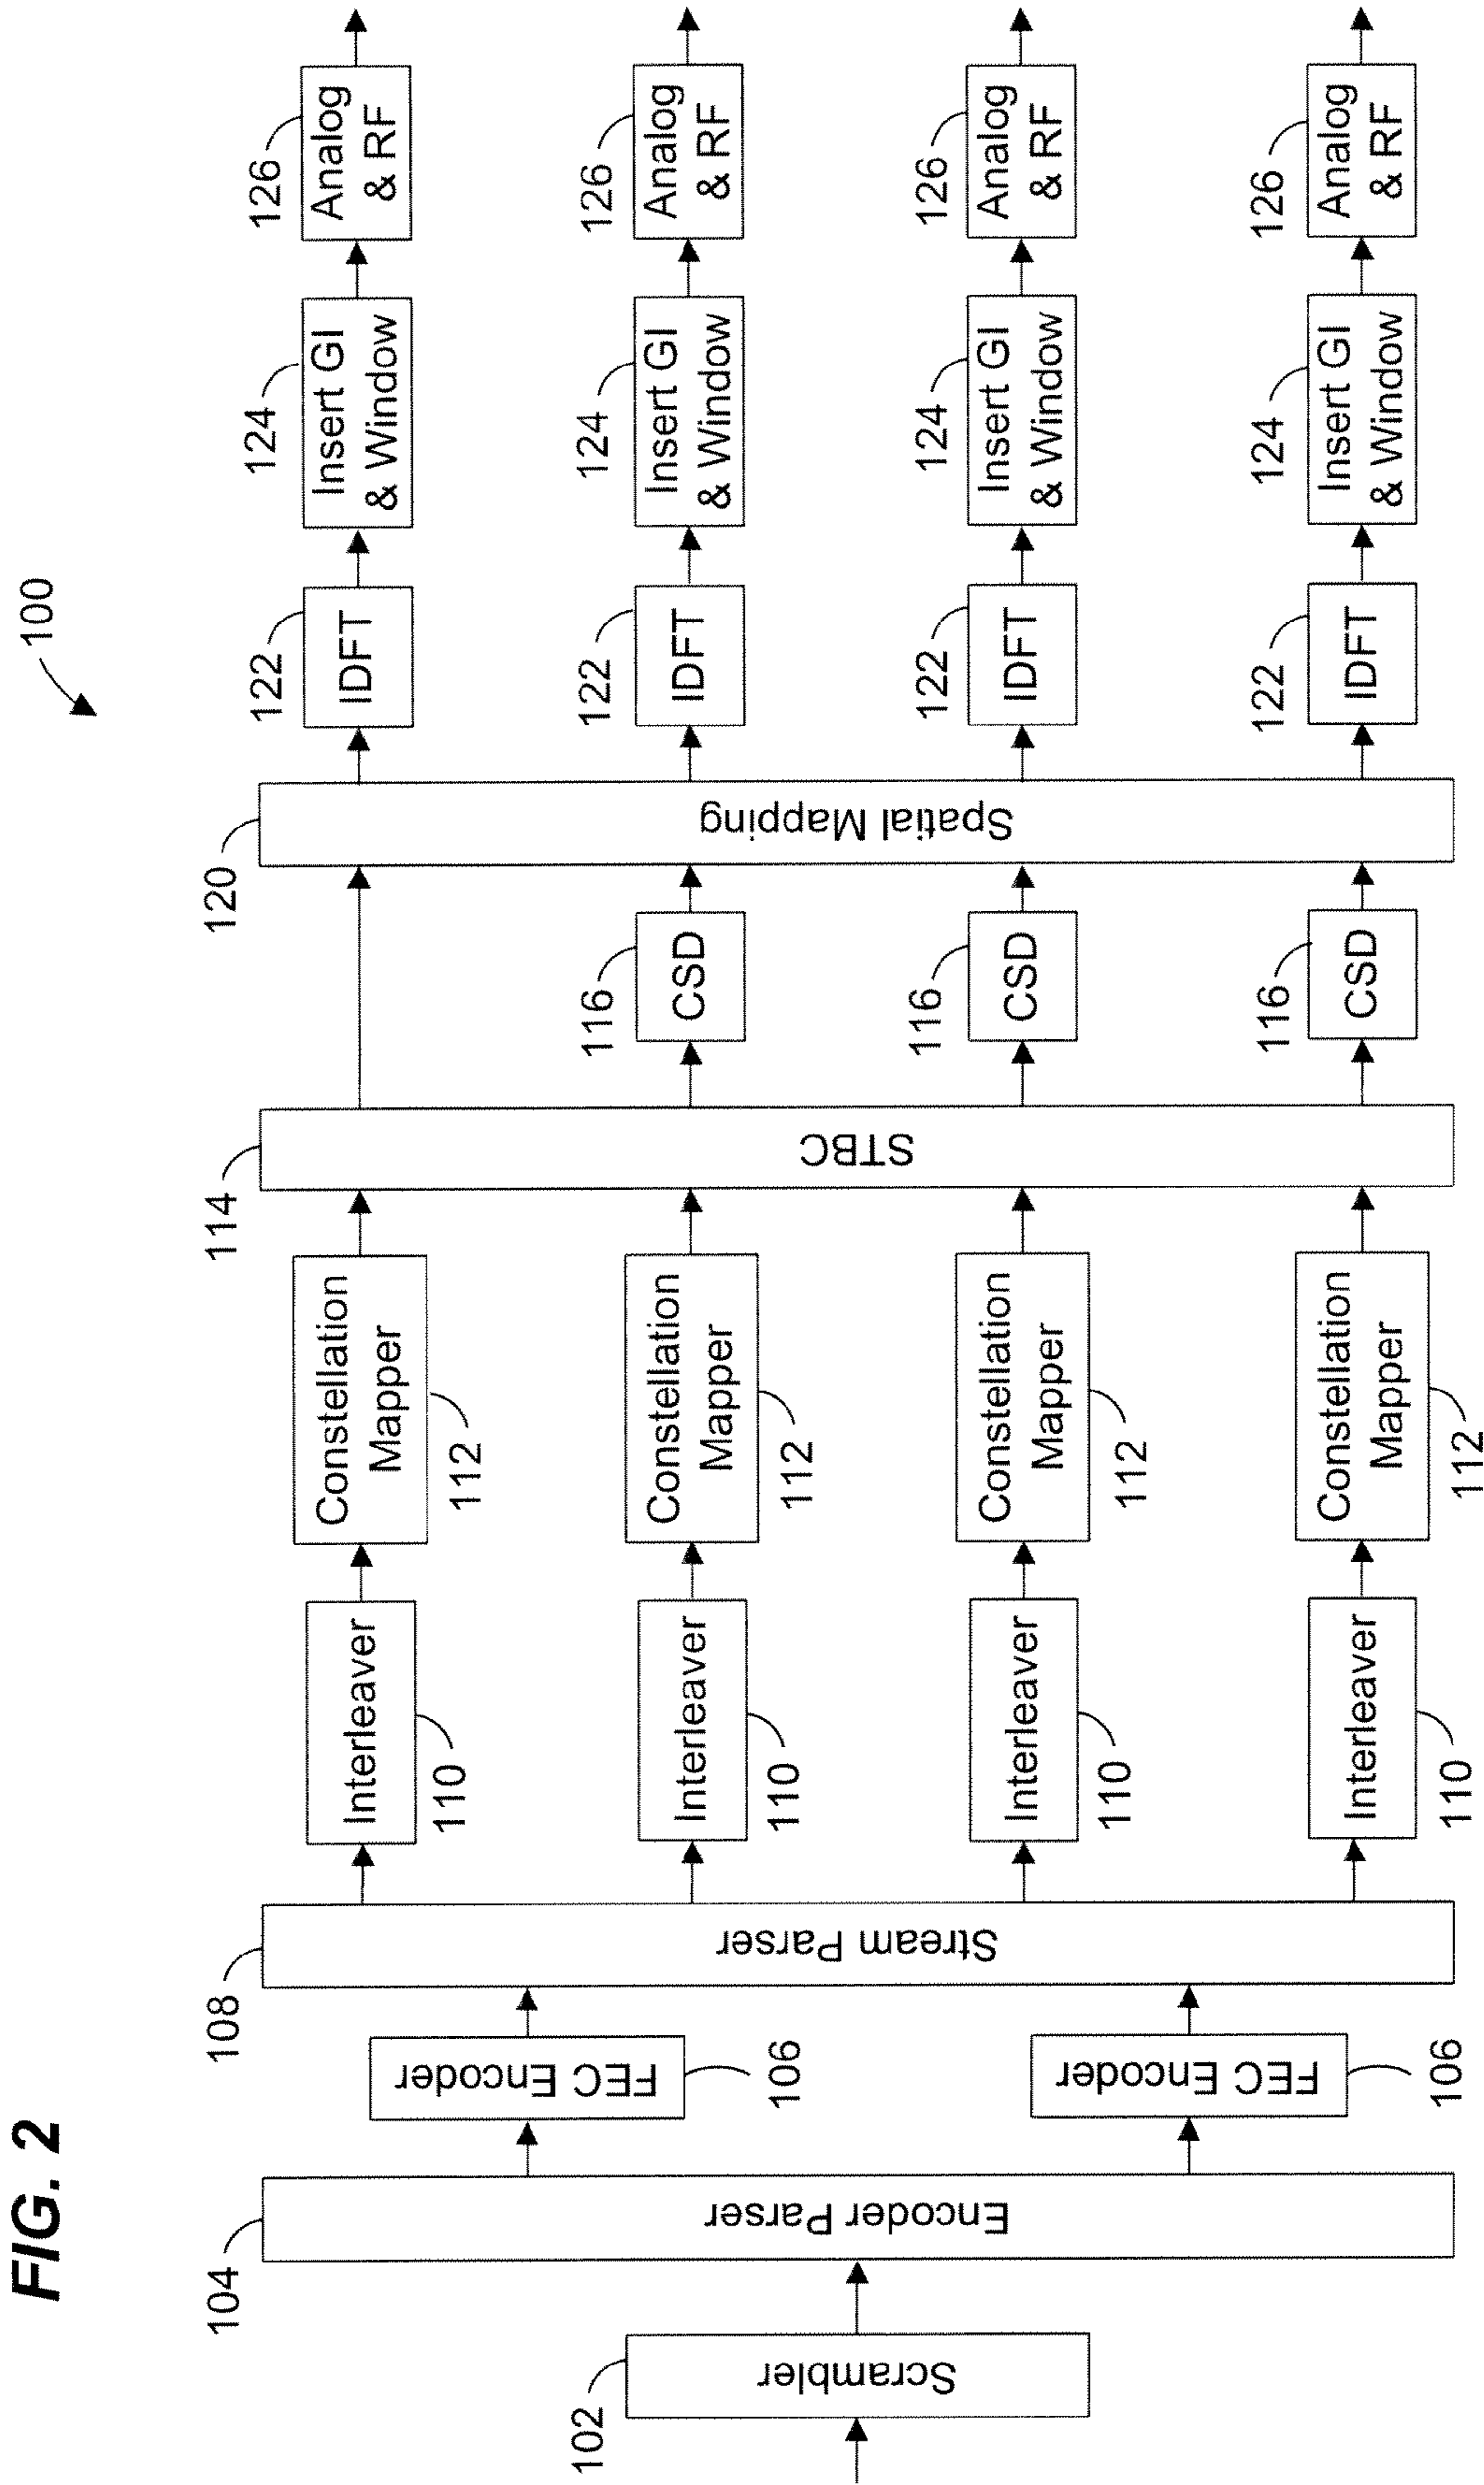 FIG. 2
100
102
Scrambler
104
Encoder Parser
FEC Encoder
106
FEC Encoder
106
108
Stream Parser
Interleaver
110
Interleaver
110
Interleaver
110
Interleaver
110
Constellation
Mapper
112
Constellation
Mapper
112
Constellation
Mapper
112
Constellation
Mapper
112
114
STBC
116
CSD
116
CSD
116
CSD
120
Spatial Mapping
122
IDFT
122
IDFT
122
IDFT
122
IDFT
124
Insert GI
& Window
124
Insert GI
& Window
124
Insert GI
& Window
124
Insert GI
& Window
126
Analog
& RF
126
Analog
& RF
126
Analog
& RF
126
Analog
& RF